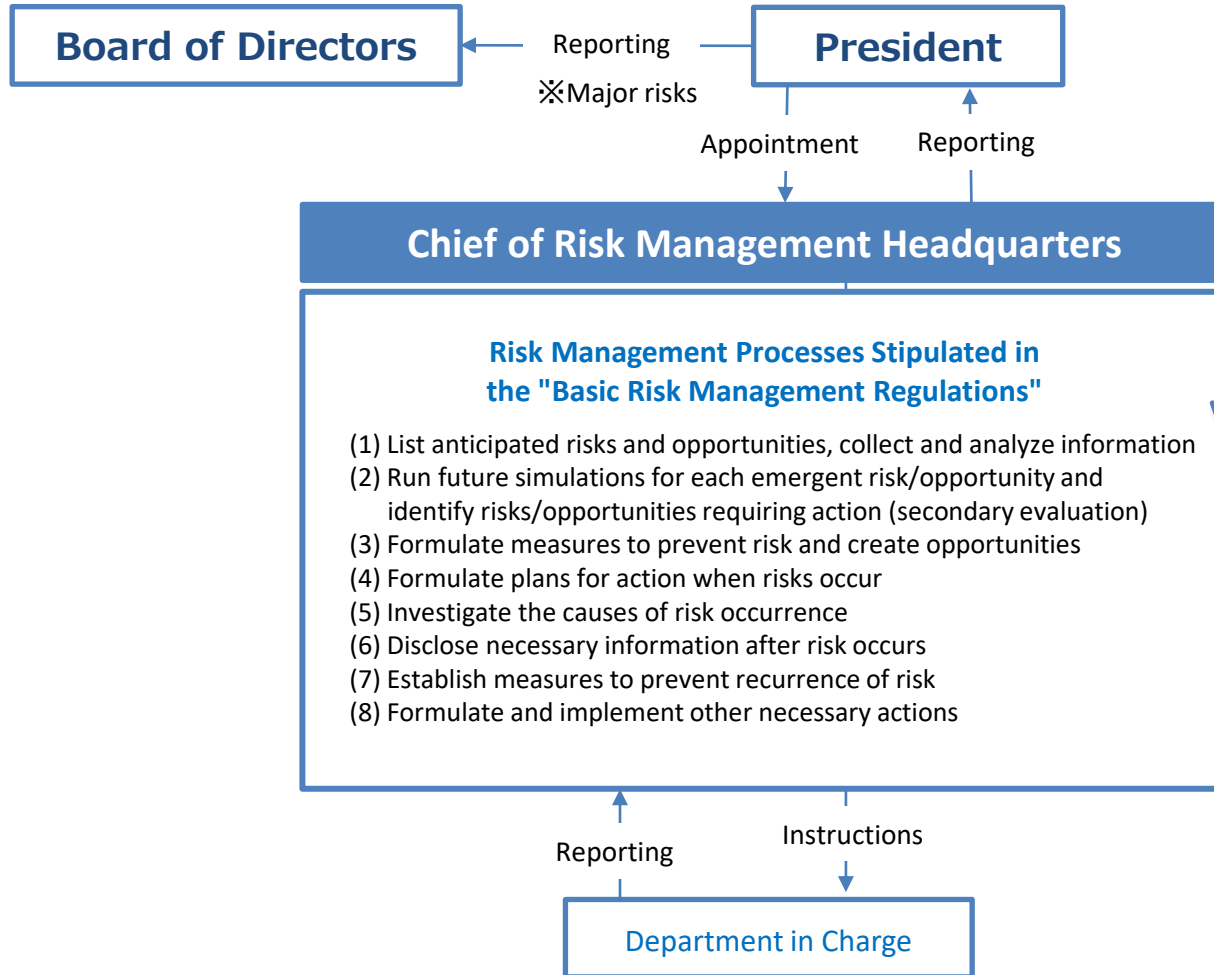 Board of Directors
Reporting
※Major risks
President
Appointment
Reporting
Chief of Risk Management Headquarters
Risk Management Processes Stipulated in
the "Basic Risk Management Regulations"
(1) List anticipated risks and opportunities, collect and analyze information
(2) Run future simulations for each emergent risk/opportunity and
identify risks/opportunities requiring action (secondary evaluation)
(3) Formulate measures to prevent risk and create opportunities
(4) Formulate plans for action when risks occur
(5) Investigate the causes of risk occurrence
(6) Disclose necessary information after risk occurs
(7) Establish measures to prevent recurrence of risk
(8) Formulate and implement other necessary actions
Reporting
Instructions
Department in Charge